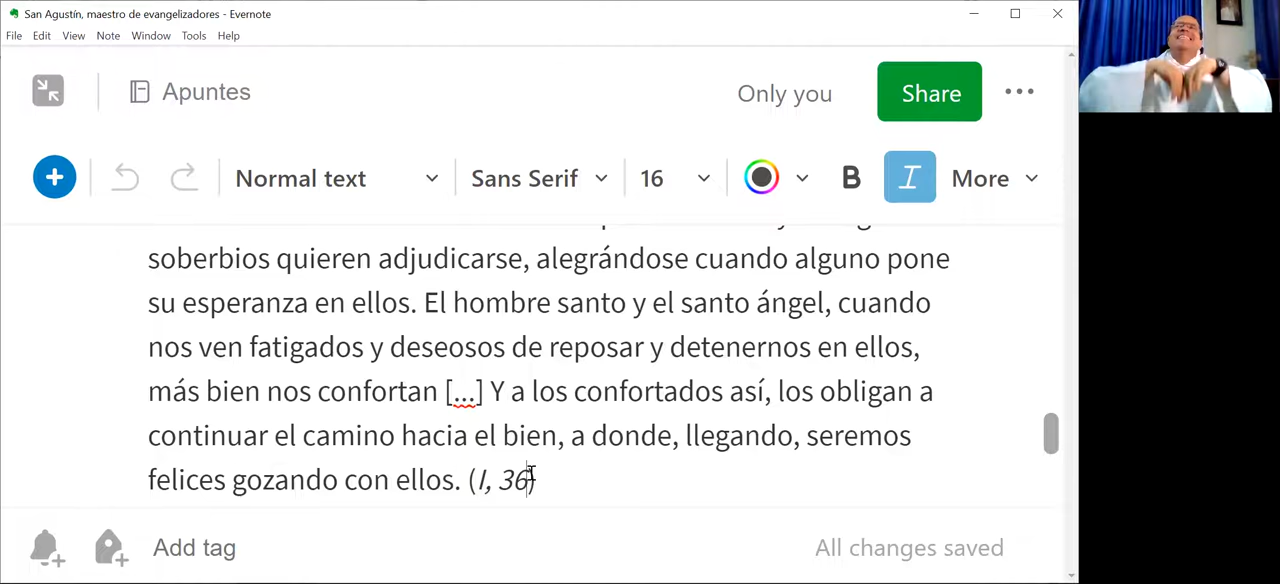 San Agustín, maestro de evangelizadores - Evernote
File Edit View Note Window Tools Help
Apuntes
Only you
Share
Normal text
Sans Serif
16
B
I
More
soberbios quieren adjudicarse, alegrándose cuando alguno pone
su esperanza en ellos. El hombre santo y el santo ángel, cuando
nos ven fatigados y deseosos de reposar y detenernos en ellos,
más bien nos confortan [...] Y a los confortados así, los obligan a
continuar el camino hacia el bien, a donde, llegando, seremos
felices gozando con ellos. (I, 36)
Add tag
All changes saved